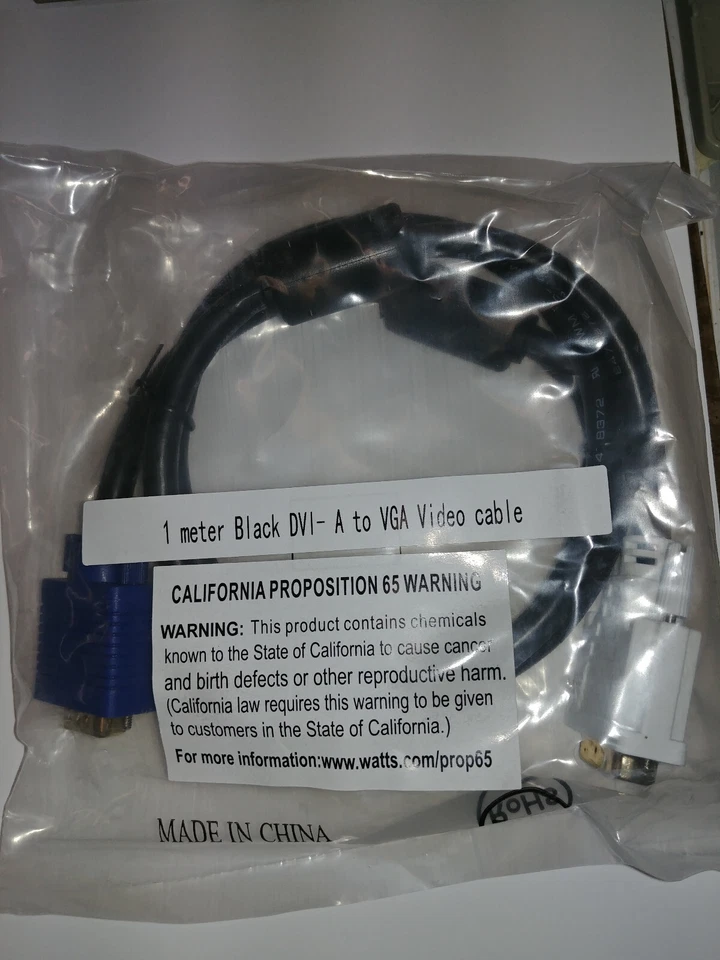 8372
1 meter Black DVI- A to VGA Video cable
CALIFORNIA PROPOSITION 65 WARNING
WARNING: This product contains chemicals
known to the State of California to cause cancer
and birth defects or other reproductive harm.
(California law requires this warning to be given
to customers in the State of California.)
For more information:www.watts.com/prop65
RoHS
MADE IN CHINA